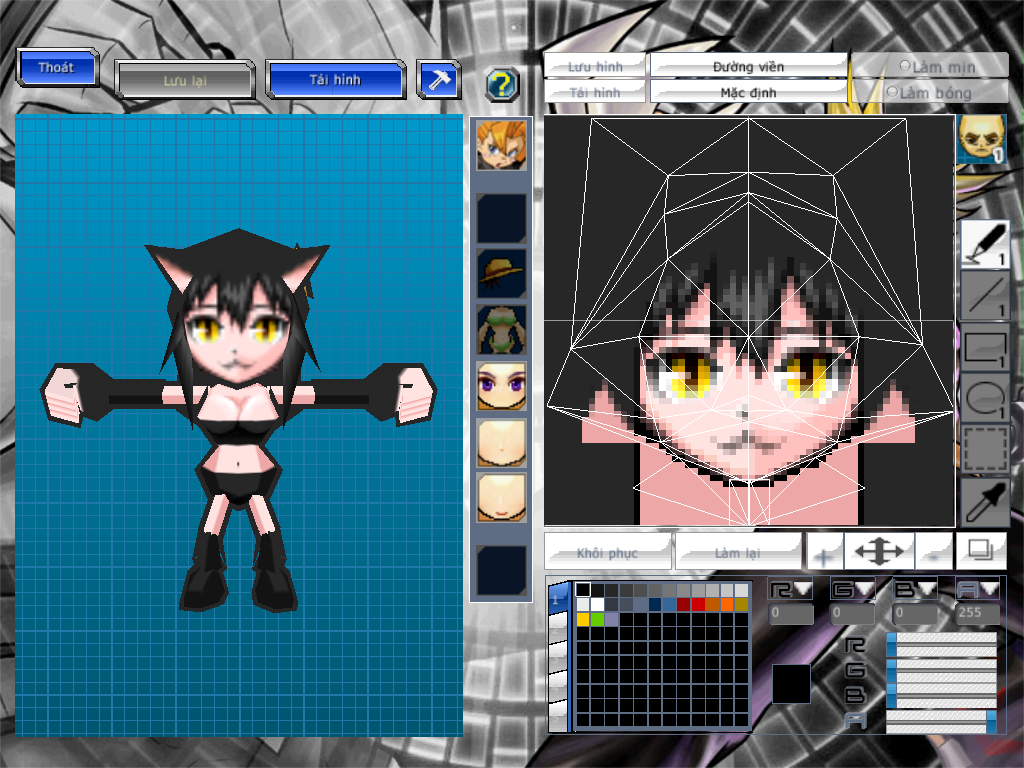 Thoát
Lưu lại
Tải hình
?
Lưu hình
Đường viền
Làm mịn
Tải hình
Mặc định
Làm bóng
1
1
1
1
1
Khôi phục
Làm lại
+
-
1
R
G
B
A
0
0
0
255
R
G
B
A